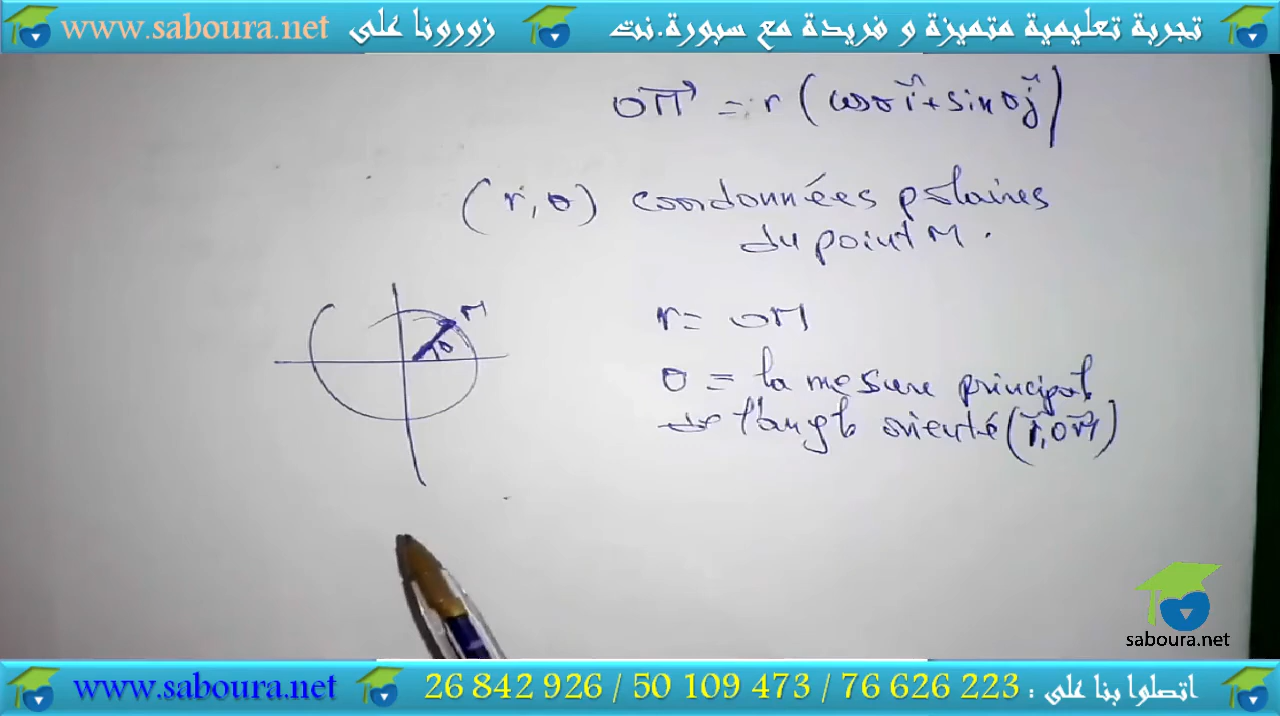 www.saboura.net زورونا على تجربة تعليمية متميزة و فريدة مع سبورة.نت
OM⃗ = r (cosθ i⃗ + sinθ j⃗)
(r, θ) coordonnées polaires
du point M.
M
θ
r = OM
θ = la mesure principal
de l'angle orienté (i⃗, OM⃗)
saboura.net
www.saboura.net 26 842 926 / 50 109 473 / 76 626 223 : اتصلوا بنا على